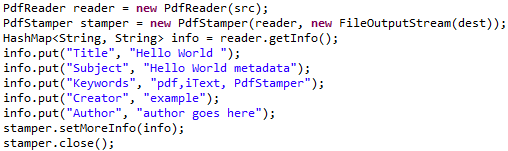 PdfReader reader = new PdfReader(src);
PdfStamper stamper = new PdfStamper(reader, new FileOutputStream(dest));
HashMap<String, String> info = reader.getInfo();
info.put("Title", "Hello World ");
info.put("Subject", "Hello World metadata");
info.put("Keywords", "pdf,iText, PdfStamper");
info.put("Creator", "example");
info.put("Author", "author goes here");
stamper.setMoreInfo(info);
stamper.close();